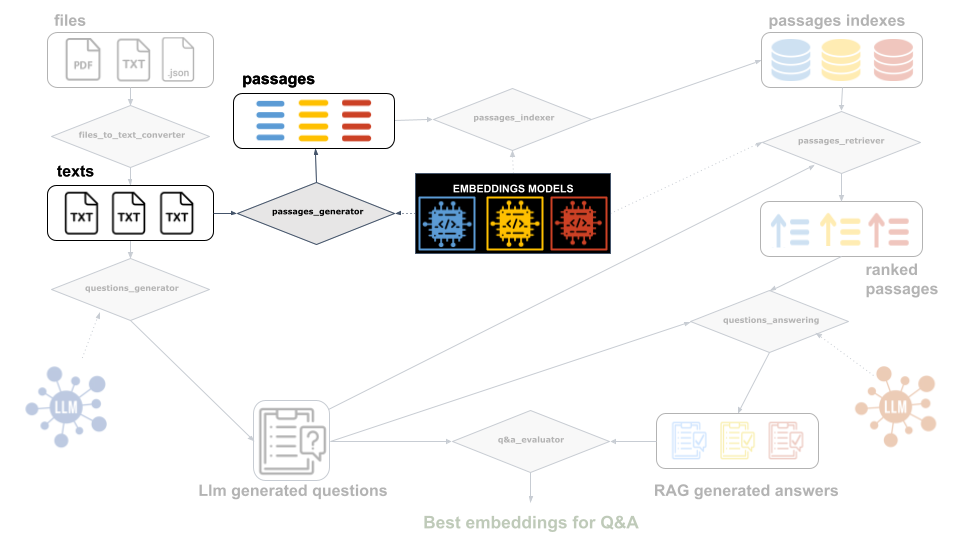 files
passages indexes
PDF
TXT
.json
passages
files_to_text_converter
passages_indexer
passages_retriever
texts
EMBEDDINGS MODELS
TXT
TXT
TXT
passages_generator
</>
</>
</>
ranked
passages
questions_generator
questions_answering
LLM
LLM
?
q&a_evaluator
Llm generated questions
RAG generated answers
Best embeddings for Q&A